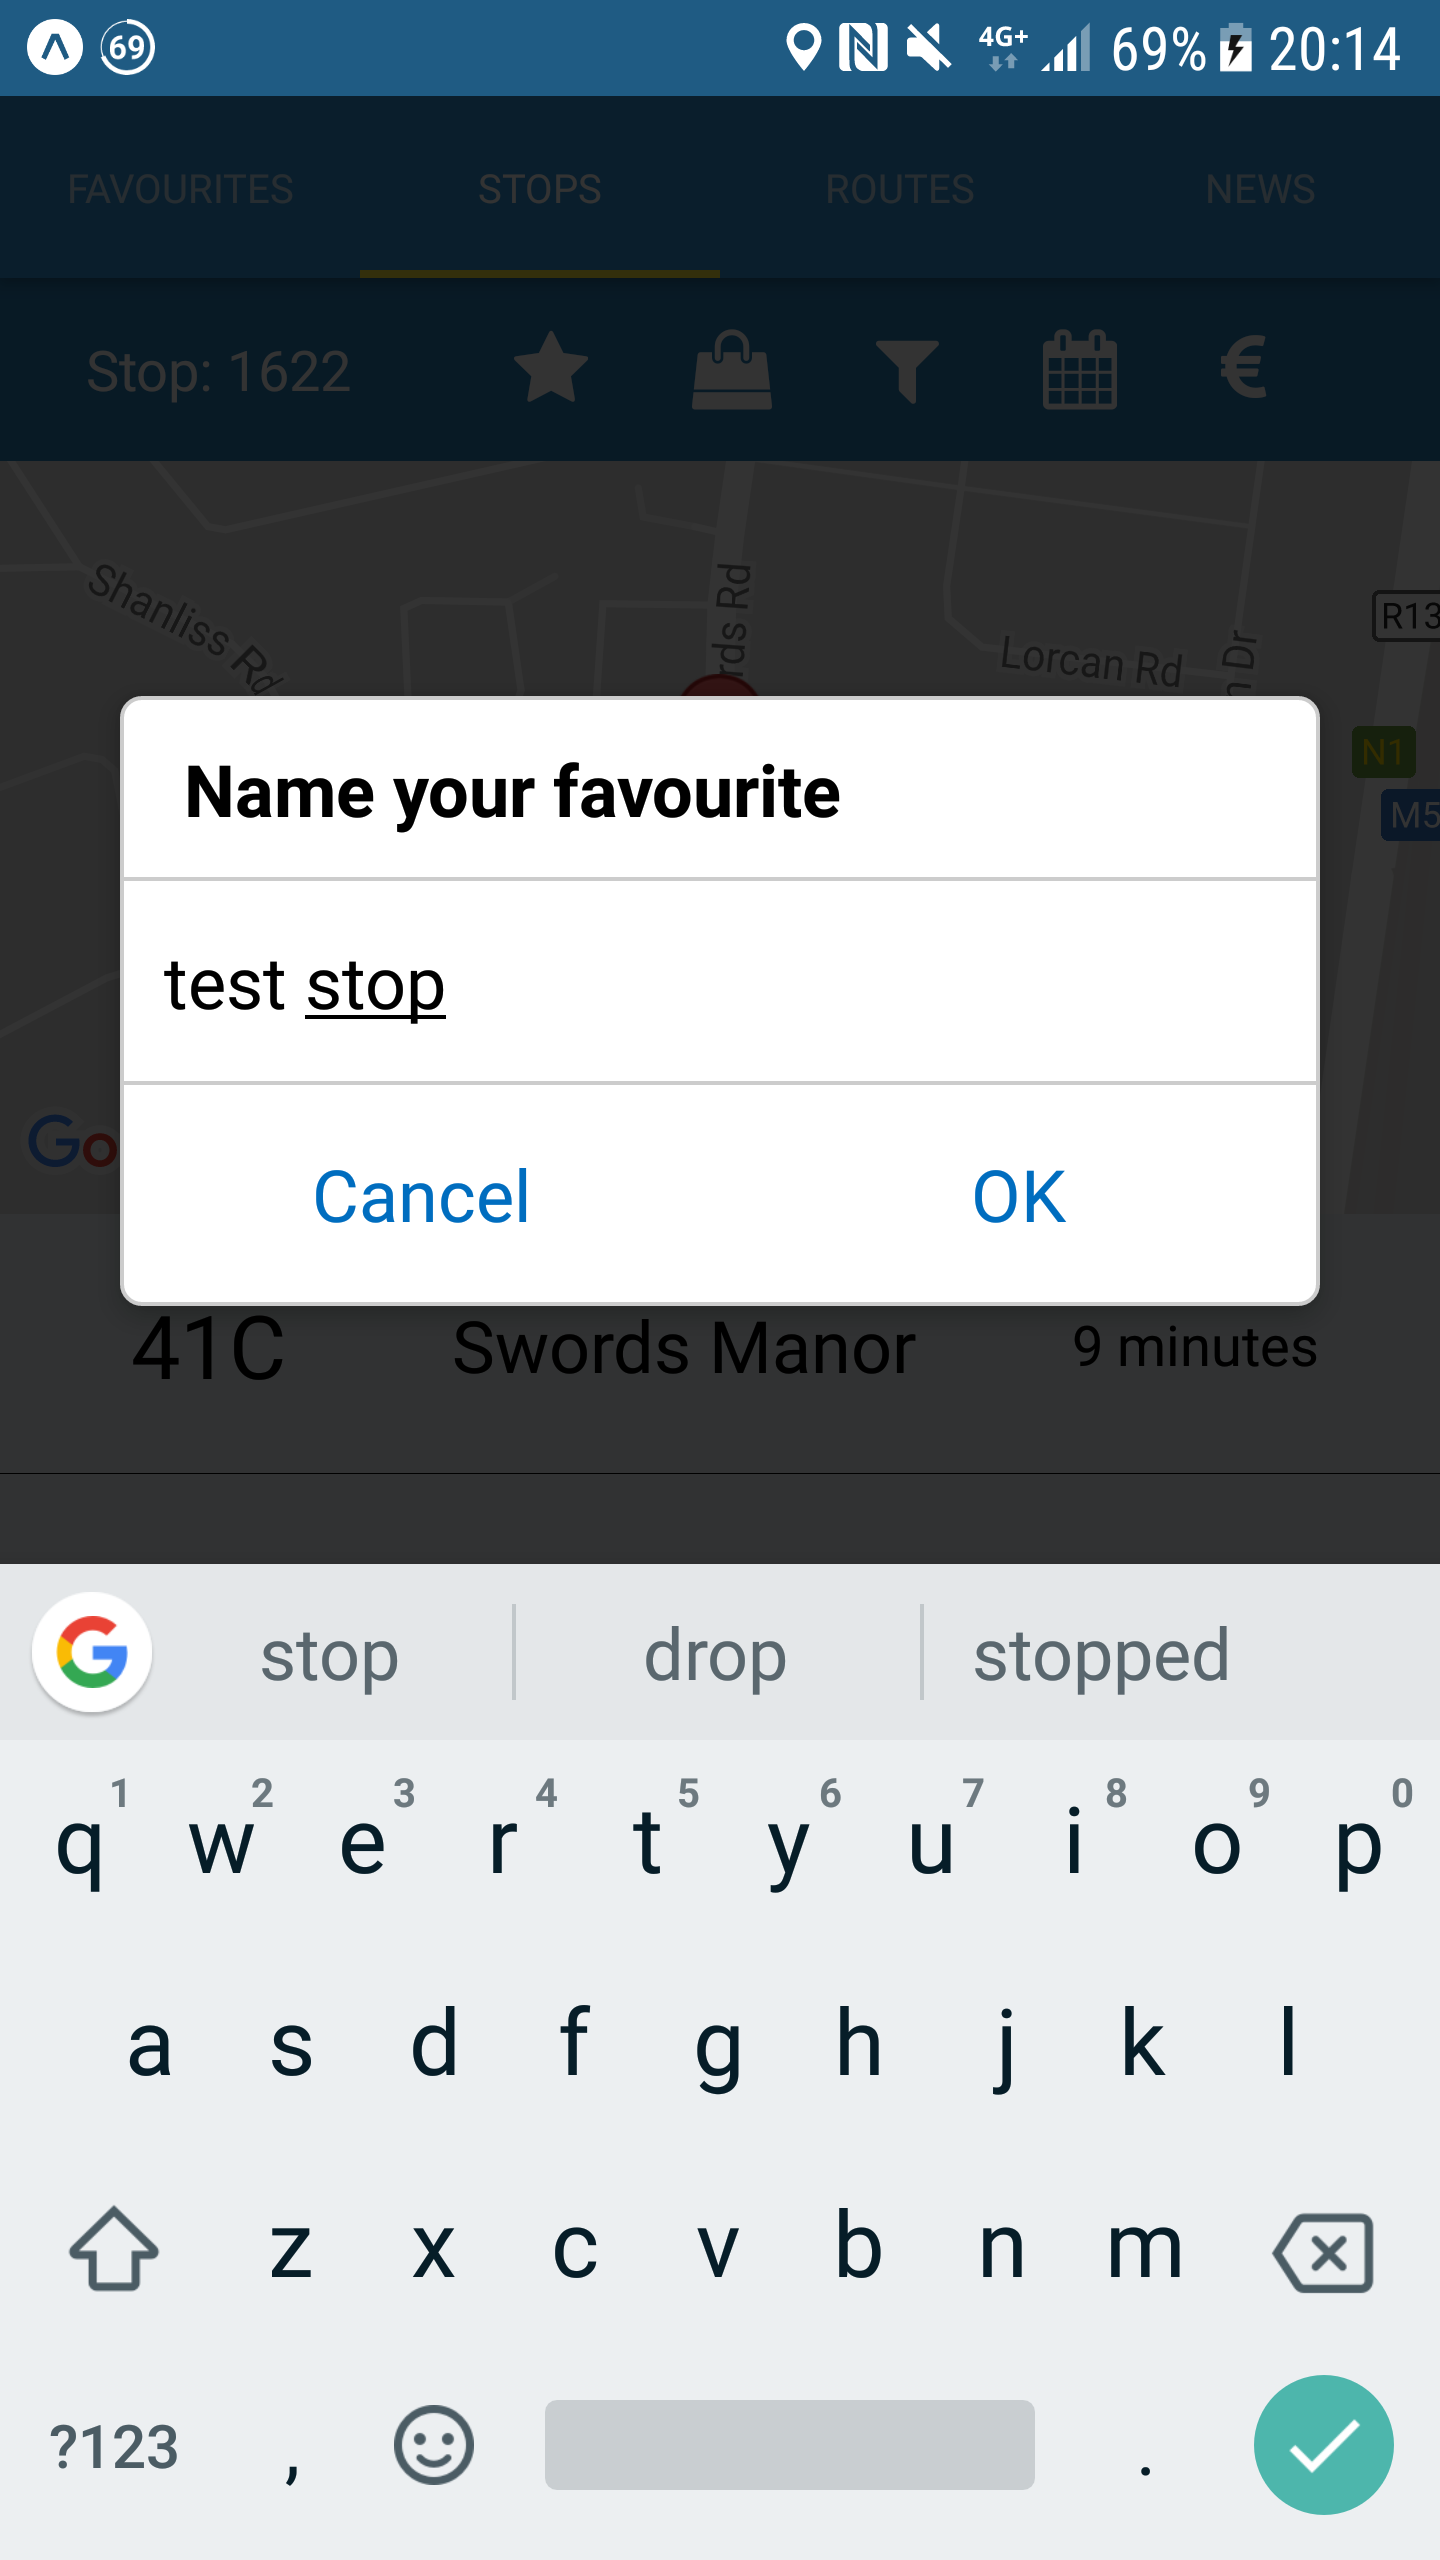 69 4G+ 69% 20:14
FAVOURITES STOPS ROUTES NEWS
Stop: 1622 €
Shanliss Rd
rds Rd
Lorcan Rd
n Dr
R13
N1
M5
Name your favourite
test stop
Go
Cancel OK
41C Swords Manor 9 minutes
G stop drop stopped
1 2 3 4 5 6 7 8 9 0
q w e r t y u i o p
a s d f g h j k l
z x c v b n m
?123 , .